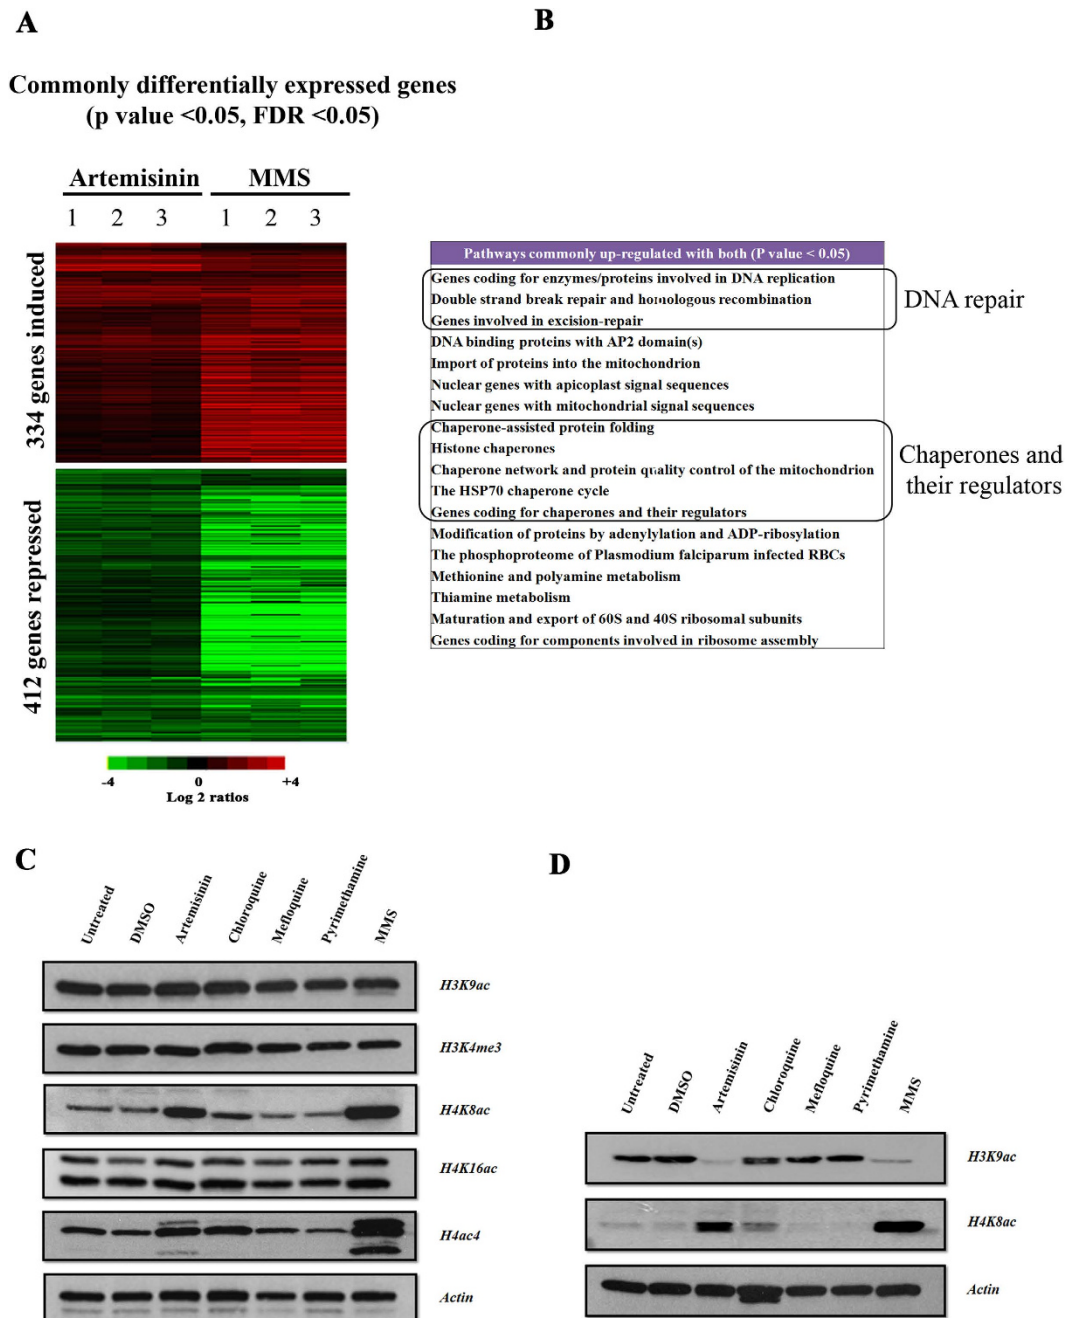 A
B
Commonly differentially expressed genes
(p value <0.05, FDR <0.05)
Artemisinin
MMS
1 2 3 1 2 3
334 genes induced
412 genes repressed
-4 0 +4
Log 2 ratios
Pathways commonly up-regulated with both (P value < 0.05)
Genes coding for enzymes/proteins involved in DNA replication
Double strand break repair and homologous recombination
Genes involved in excision-repair
DNA binding proteins with AP2 domain(s)
Import of proteins into the mitochondrion
Nuclear genes with apicoplast signal sequences
Nuclear genes with mitochondrial signal sequences
Chaperone-assisted protein folding
Histone chaperones
Chaperone network and protein quality control of the mitochondrion
The HSP70 chaperone cycle
Genes coding for chaperones and their regulators
Modification of proteins by adenylylation and ADP-ribosylation
The phosphoproteome of Plasmodium falciparum infected RBCs
Methionine and polyamine metabolism
Thiamine metabolism
Maturation and export of 60S and 40S ribosomal subunits
Genes coding for components involved in ribosome assembly
DNA repair
Chaperones and
their regulators
C
Untreated
DMSO
Artemisinin
Chloroquine
Mefloquine
Pyrimethamine
MMS
H3K9ac
H3K4me3
H4K8ac
H4K16ac
H4ac4
Actin
D
Untreated
DMSO
Artemisinin
Chloroquine
Mefloquine
Pyrimethamine
MMS
H3K9ac
H4K8ac
Actin